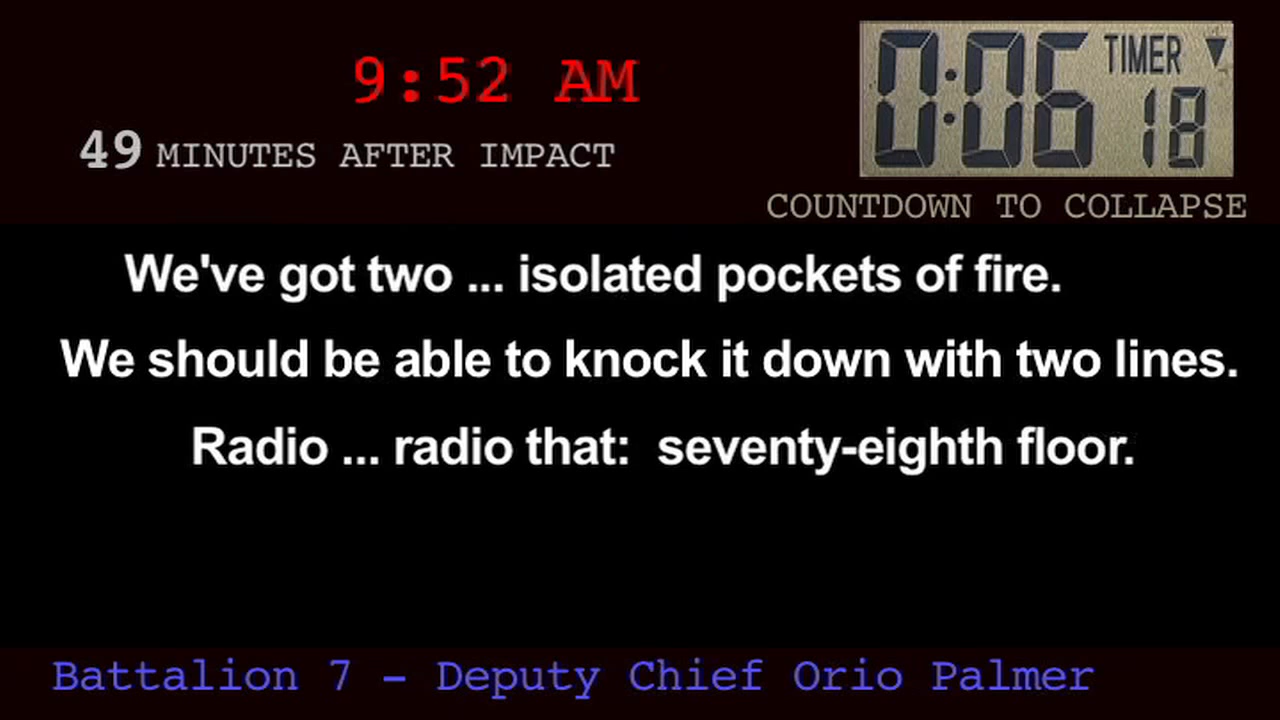 9:52 AM
49 MINUTES AFTER IMPACT
0:06 18 TIMER
COUNTDOWN TO COLLAPSE
We've got two ... isolated pockets of fire.
We should be able to knock it down with two lines.
Radio ... radio that:  seventy-eighth floor.
Battalion 7 – Deputy Chief Orio Palmer